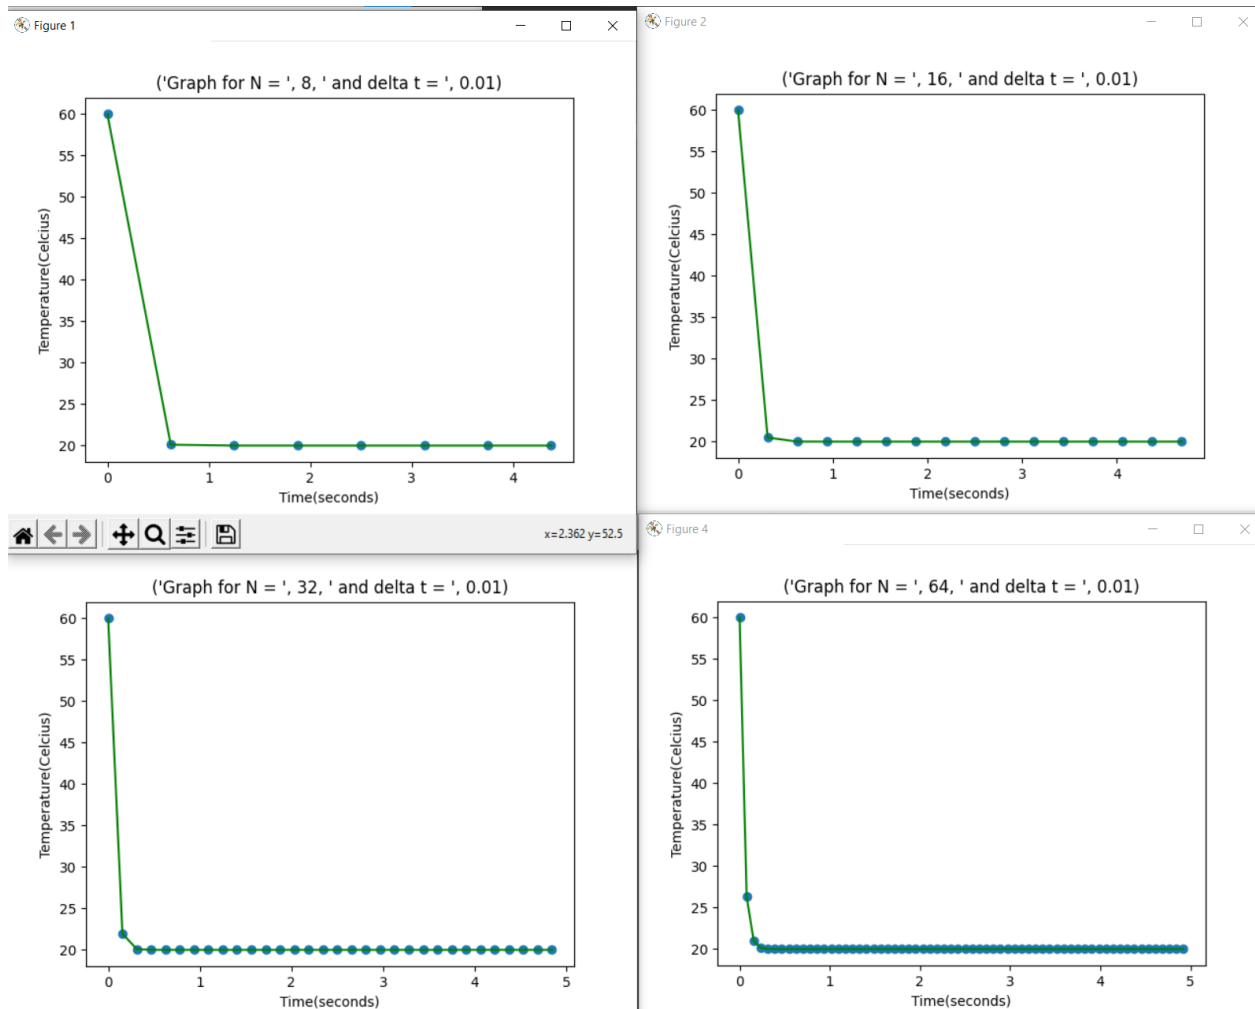 Figure 1
('Graph for N = ', 8, ' and delta t = ', 0.01)
60
55
50
45
40
35
30
25
20
Temperature(Celcius)
0 1 2 3 4
Time(seconds)
x=2.362 y=52.5
Figure 2
('Graph for N = ', 16, ' and delta t = ', 0.01)
60
55
50
45
40
35
30
25
20
Temperature(Celcius)
0 1 2 3 4
Time(seconds)
('Graph for N = ', 32, ' and delta t = ', 0.01)
60
55
50
45
40
35
30
25
20
Temperature(Celcius)
0 1 2 3 4 5
Time(seconds)
Figure 4
('Graph for N = ', 64, ' and delta t = ', 0.01)
60
55
50
45
40
35
30
25
20
Temperature(Celcius)
0 1 2 3 4 5
Time(seconds)